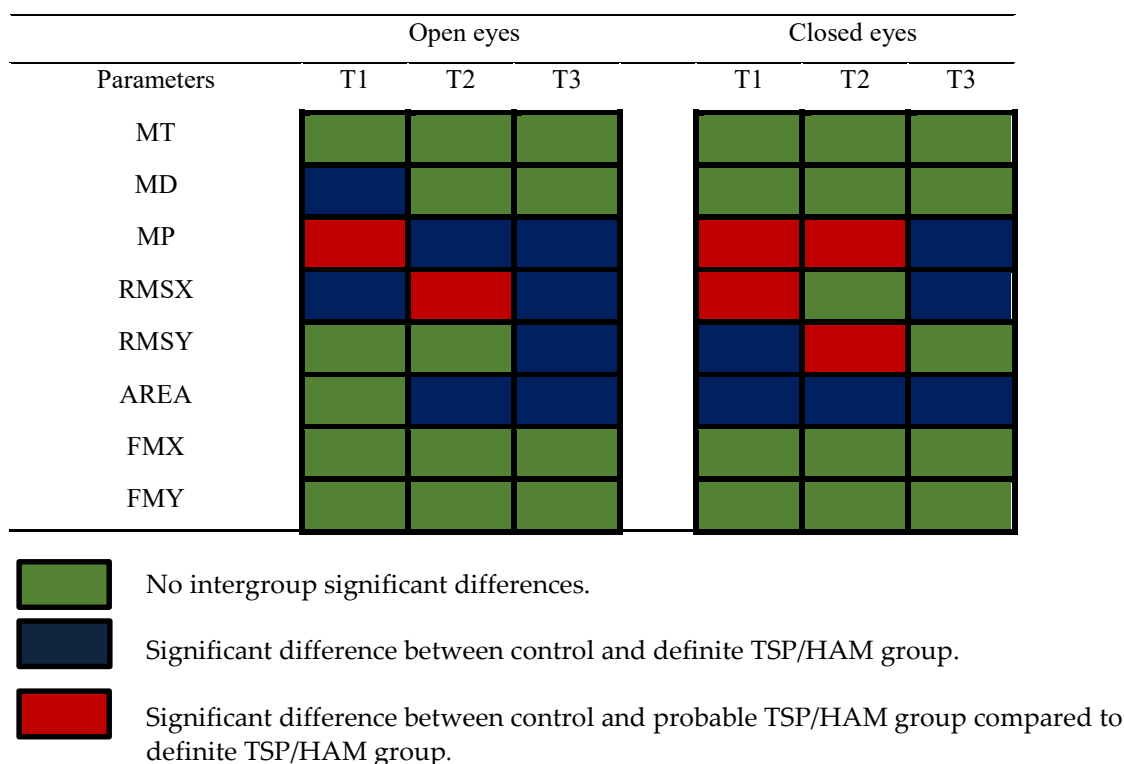 Open eyes Closed eyes
Parameters T1 T2 T3 T1 T2 T3
MT
MD
MP
RMSX
RMSY
AREA
FMX
FMY
No intergroup significant differences.
Significant difference between control and definite TSP/HAM group.
Significant difference between control and probable TSP/HAM group compared to
definite TSP/HAM group.